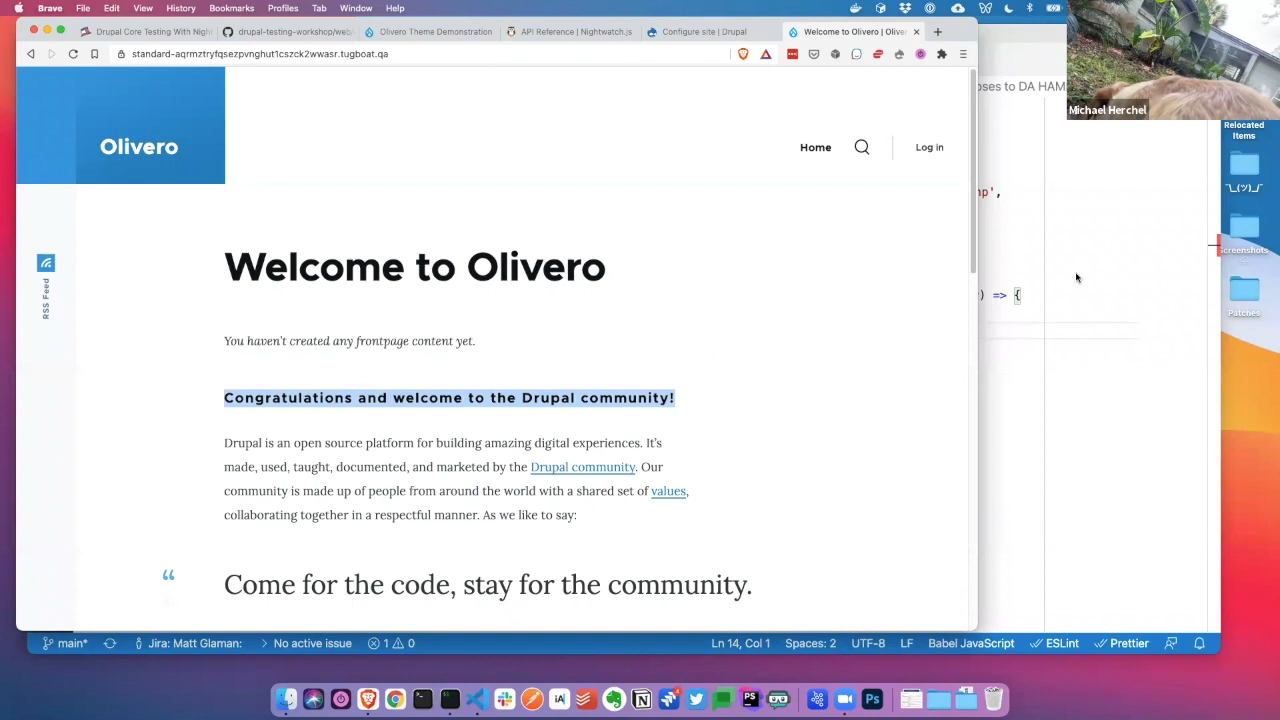 Brave File Edit View History Bookmarks Profiles Tab Window Help
Drupal Core Testing With Nigh
drupal-testing-workshop/web/
Olivero Theme Demonstration
API Reference | Nightwatch.js
Configure site | Drupal
Welcome to Olivero | Oliver
standard-aqrmztryfqsezpvnghut1cszck2wwasr.tugboat.qa
Michael Herchel
oses to DA HAM
Relocated
Items
Olivero
Home
Log in
¯\_(ツ)_/¯
np',
Screenshots
RSS Feed
Welcome to Olivero
) => {
Patches
You haven't created any frontpage content yet.
Congratulations and welcome to the Drupal community!
Drupal is an open source platform for building amazing digital experiences. It's
made, used, taught, documented, and marketed by the Drupal community. Our
community is made up of people from around the world with a shared set of values,
collaborating together in a respectful manner. As we like to say:
“ Come for the code, stay for the community.
main* Jira: Matt Glaman: No active issue 1 0 Ln 14, Col 1 Spaces: 2 UTF-8 LF Babel JavaScript ESLint Prettier